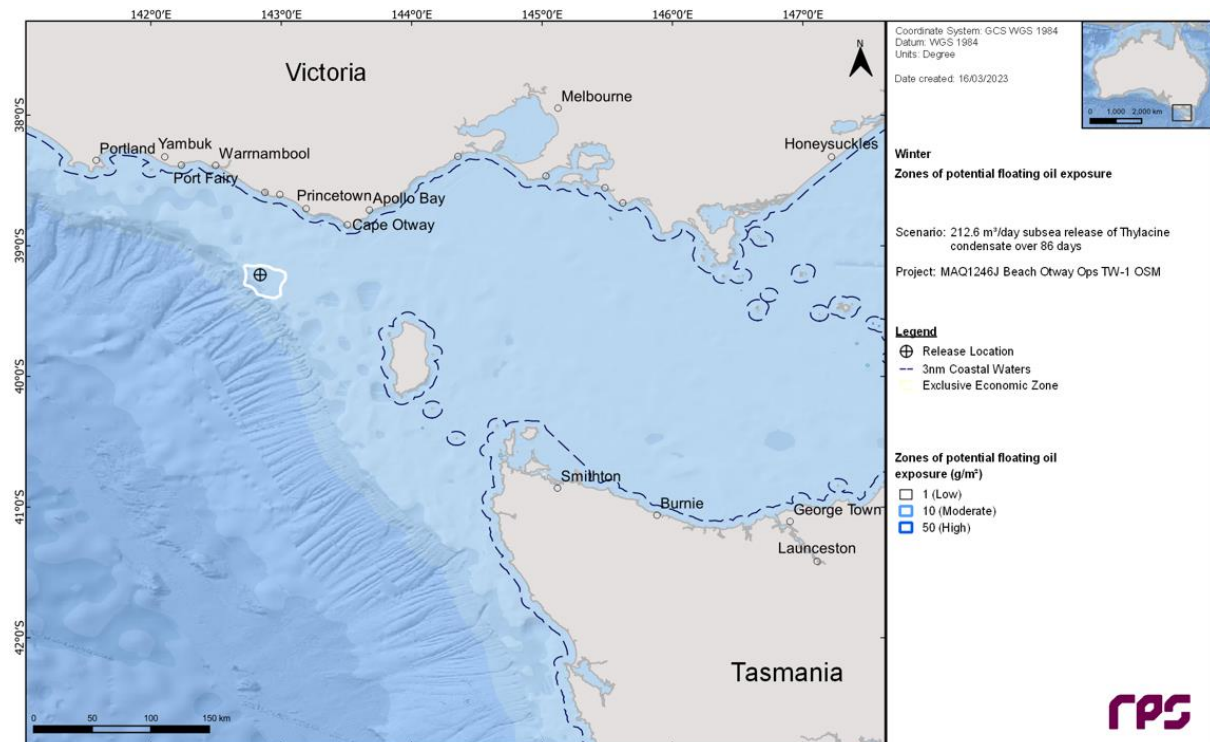 142°0'E
143°0'E
144°0'E
145°0'E
146°0'E
147°0'E
38°0'S
39°0'S
40°0'S
41°0'S
42°0'S
Victoria
N
Melbourne
Portland
Yambuk
Warrnambool
Port Fairy
Princetown
Apollo Bay
Cape Otway
Honeysuckles
Smithton
Burnie
George Town
Launceston
Tasmania
0 50 100 150 km
Coordinate System: GCS WGS 1984
Datum: WGS 1984
Units: Degree
Date created: 16/03/2023
0 1,000 2,000 km
Winter
Zones of potential floating oil exposure
Scenario: 212.6 m³/day subsea release of Thylacine
condensate over 86 days
Project: MAQ1246J Beach Otway Ops TW-1 OSM
Legend
Release Location
3nm Coastal Waters
Exclusive Economic Zone
Zones of potential floating oil
exposure (g/m²)
1 (Low)
10 (Moderate)
50 (High)
rps